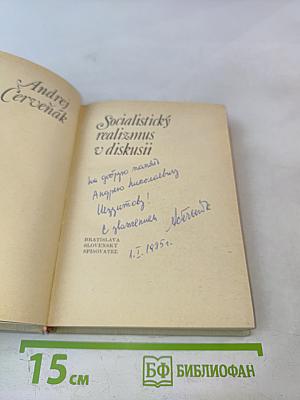 Andrej
Červeňák
Socialistický
realizmus
v diskusii
на добрую память
Андрею Николаевичу
с уважением
BRATISLAVA
SLOVENSKÝ
SPISOVATEĽ
1.I.1985г.
15 см
БФ БИБЛИОФАН